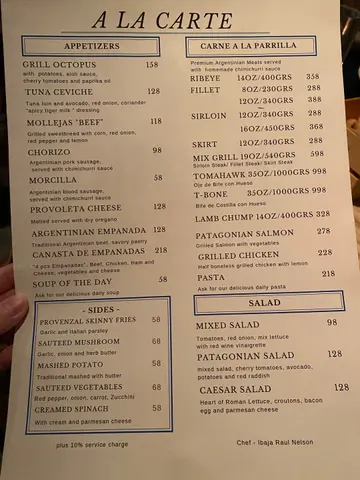 A LA CARTE
APPETIZERS
GRILL OCTOPUS 158
with potatoes, aioli sauce,
cherry tomatoes and paprika oil
TUNA CEVICHE 128
Tuna loin and avocado, red onion, coriander
"spicy tiger milk" dressing
MOLLEJAS "BEEF" 118
Grilled sweetbread with corn, red onion,
red pepper and lemon
CHORIZO 98
Argentinian pork sausage,
served with chimichurri sauce
MORCILLA 58
Argentinian blood sausage,
served with chimichurri sauce
PROVOLETA CHEESE 128
Melted served with dry oregano
ARGENTINIAN EMPANADA 128
Traditional Argentinian beef, savory pastry
CANASTA DE EMPANADAS 218
"4 pcs Empanadas", Beef, Chicken, Ham and
Cheese, vegetables and cheese
SOUP OF THE DAY 58
Ask for our delicious daily soup
- SIDES -
PROVENZAL SKINNY FRIES 58
Garlic and Italian parsley
SAUTEED MUSHROOM 68
Garlic, onion and herb butter
MASHED POTATO 58
Traditional mashed with butter
SAUTEED VEGETABLES 68
Red pepper, onion, carrot, Zucchini
CREAMED SPINACH 58
With cream and parmesan cheese
plus 10% service charge
CARNE A LA PARRILLA
Premium Argentinian Meats served
with homemade chimichurri sauce
RIBEYE 14OZ/400GRS 358
FILLET 8OZ/230GRS 288
12OZ/340GRS 388
SIRLOIN 12OZ/340GRS 288
16OZ/450GRS 368
SKIRT 12OZ/340GRS 288
MIX GRILL 19OZ/540GRS 598
Sirloin Steak/ Fillet Steak/ Skirt Steak
TOMAHAWK 35OZ/1000GRS 998
Ojo de Bife con Hueso
T-BONE 35OZ/1000GRS 998
Bife de Costilla con Hueso
LAMB CHUMP 14OZ/400GRS 328
PATAGONIAN SALMON 278
Grilled Salmon with vegetables
GRILLED CHICKEN 228
Half boneless grilled chicken with lemon
PASTA 218
Ask for our delicious daily pasta
SALAD
MIXED SALAD 98
Tomatoes, red onion, mix lettuce
with red wine vinaigrette
PATAGONIAN SALAD 128
mixed salad, cherry tomatoes, avocado,
potatoes and red raddish
CAESAR SALAD 128
Heart of Roman Lettuce, croutons, bacon
egg and parmesan cheese
Chef - Ibaja Raul Nelson